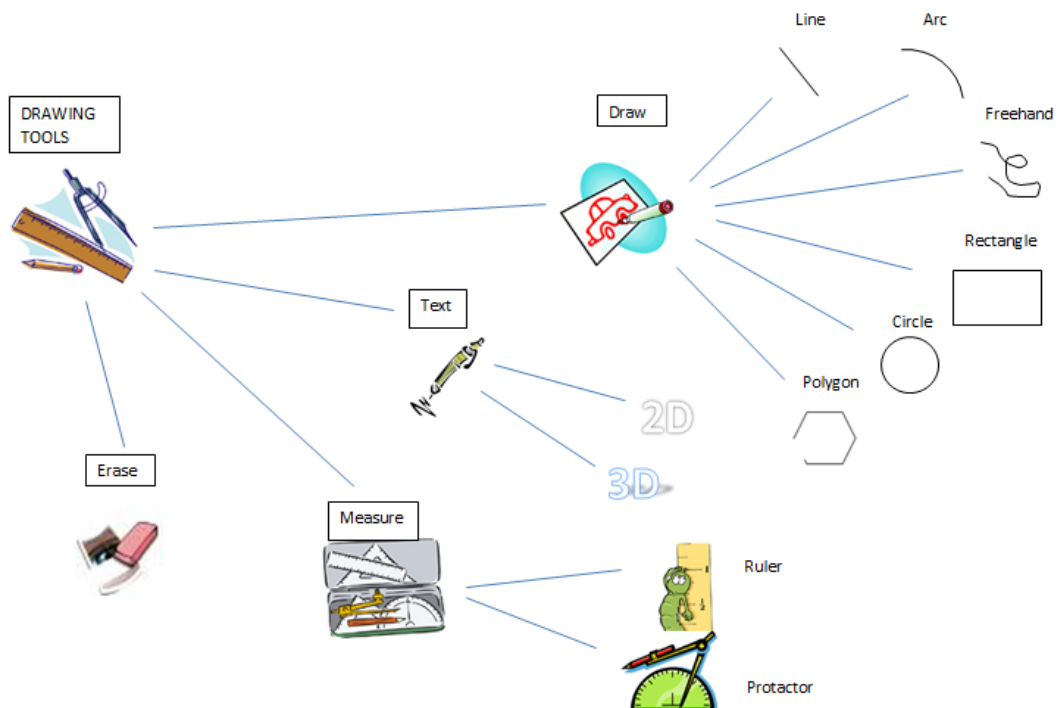 Line
Arc
DRAWING
TOOLS
Draw
Freehand
Rectangle
Text
Circle
Polygon
2D
3D
Erase
Measure
Ruler
Protactor